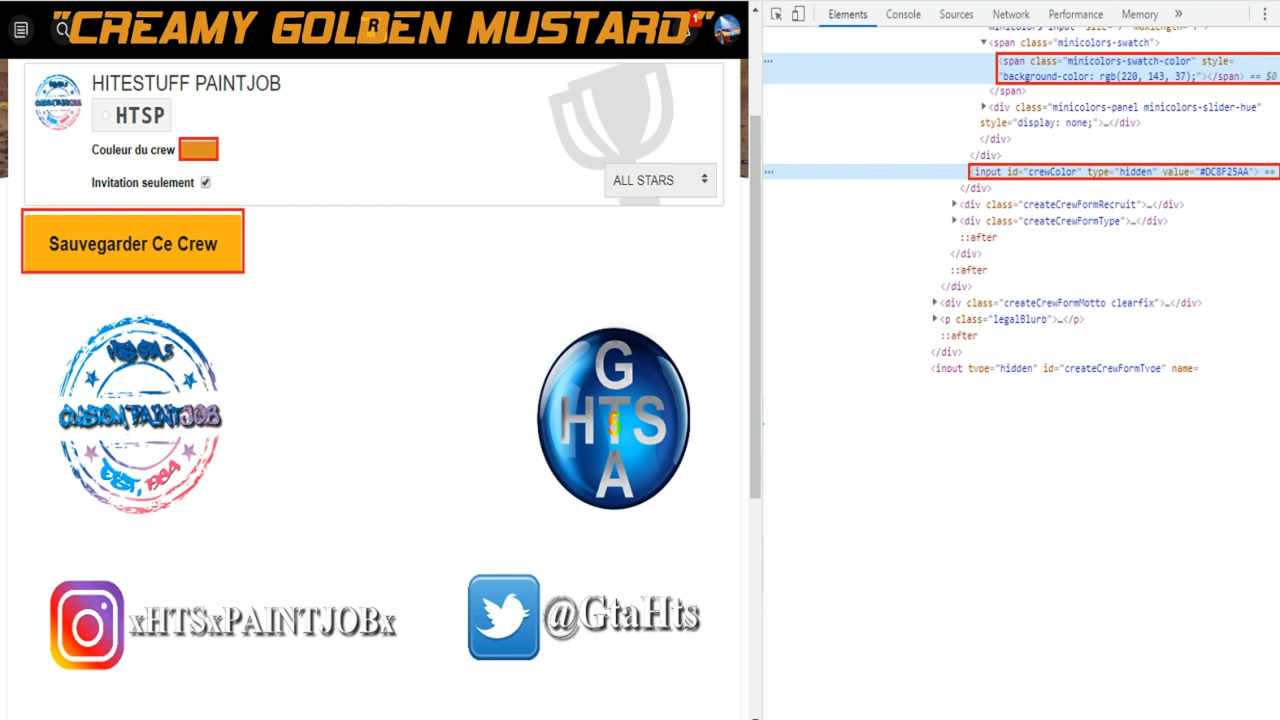 "CREAMY GOLDEN MUSTARD"
R
1
HITESTUFF PAINTJOB
HTSP
Couleur du crew
Invitation seulement
ALL STARS
Sauvegarder Ce Crew
CUSTOM PAINTJOB
EST, 1984
G
HTS
A
xHTSxPAINTJOBx
@GtaHts
Elements Console Sources Network Performance Memory »
▼<span class="minicolors-swatch">
<span class="minicolors-swatch-color" style=
"background-color: rgb(220, 143, 37);"></span> == $0
</span>
▶<div class="minicolors-panel minicolors-slider-hue"
style="display: none;">…</div>
</div>
</div>
<input id="crewColor" type="hidden" value="#DC8F25AA"> ==
</div>
▶<div class="createCrewFormRecruit">…</div>
▶<div class="createCrewFormType">…</div>
::after
</div>
::after
</div>
▶<div class="createCrewFormMotto clearfix">…</div>
▶<p class="legalBlurb">…</p>
::after
</div>
<input type="hidden" id="createCrewFormType" name=